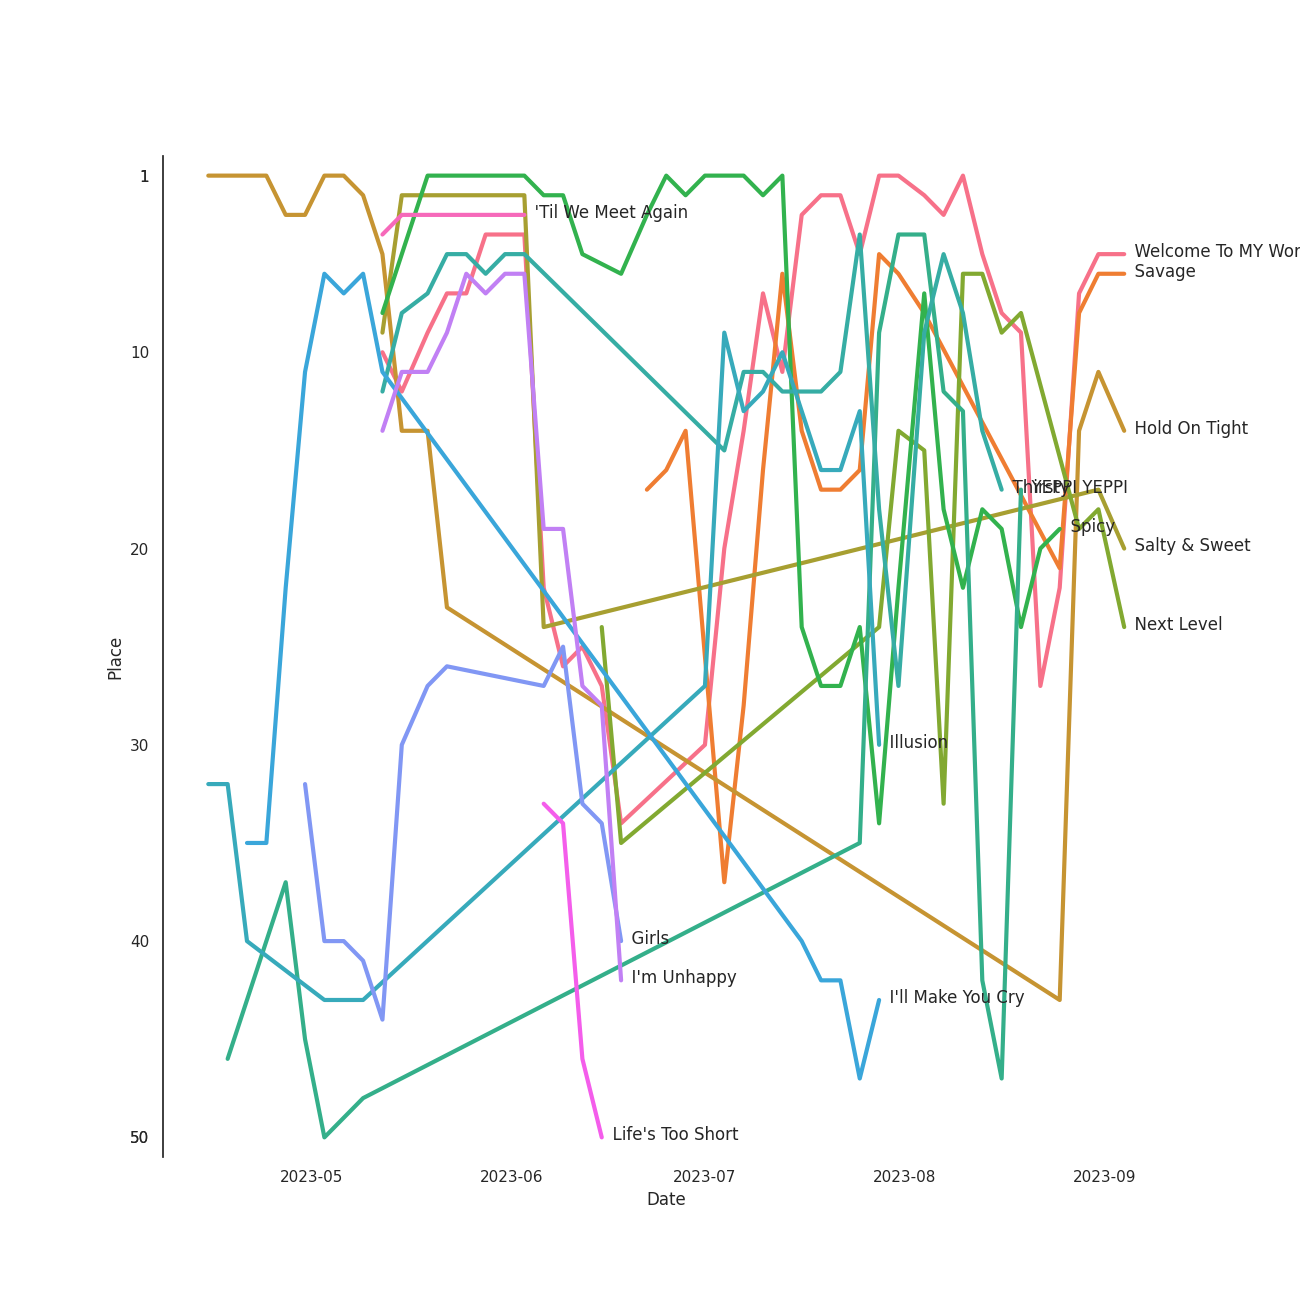 1
'Til We Meet Again
Welcome To MY Wor
Savage
10
Hold On Tight
Thirsty
YEPPI YEPPI
Spicy
20
Salty & Sweet
Next Level
Place
30
Illusion
40
Girls
I'm Unhappy
I'll Make You Cry
50
Life's Too Short
2023-05
2023-06
2023-07
2023-08
2023-09
Date